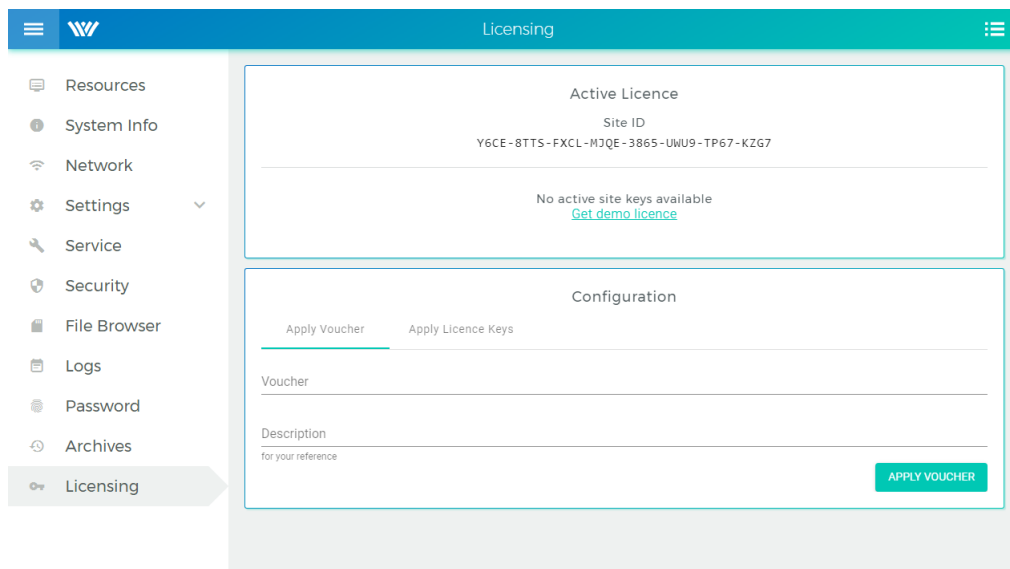 Licensing
Resources
System Info
Network
Settings
Service
Security
File Browser
Logs
Password
Archives
Licensing
Active Licence
Site ID
Y6CE-8TTS-FXCL-MJQE-3865-UWU9-TP67-KZG7
No active site keys available
Get demo licence
Configuration
Apply Voucher Apply Licence Keys
Voucher
Description
for your reference
APPLY VOUCHER